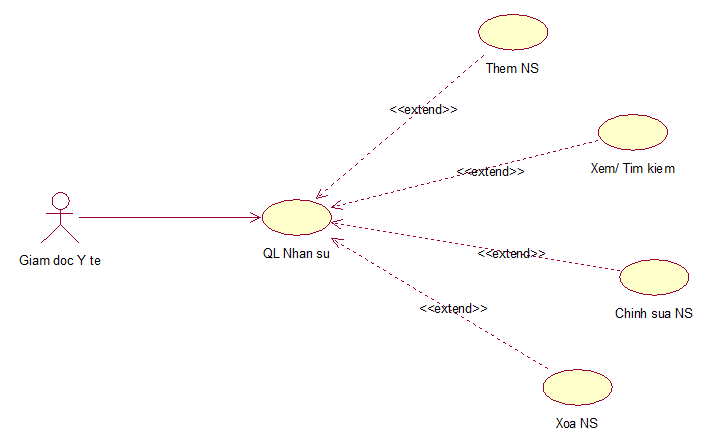 Them NS
<<extend>>
Xem/ Tim kiem
<<extend>>
Giam doc Y te
QL Nhan su
<<extend>>
Chinh sua NS
<<extend>>
Xoa NS